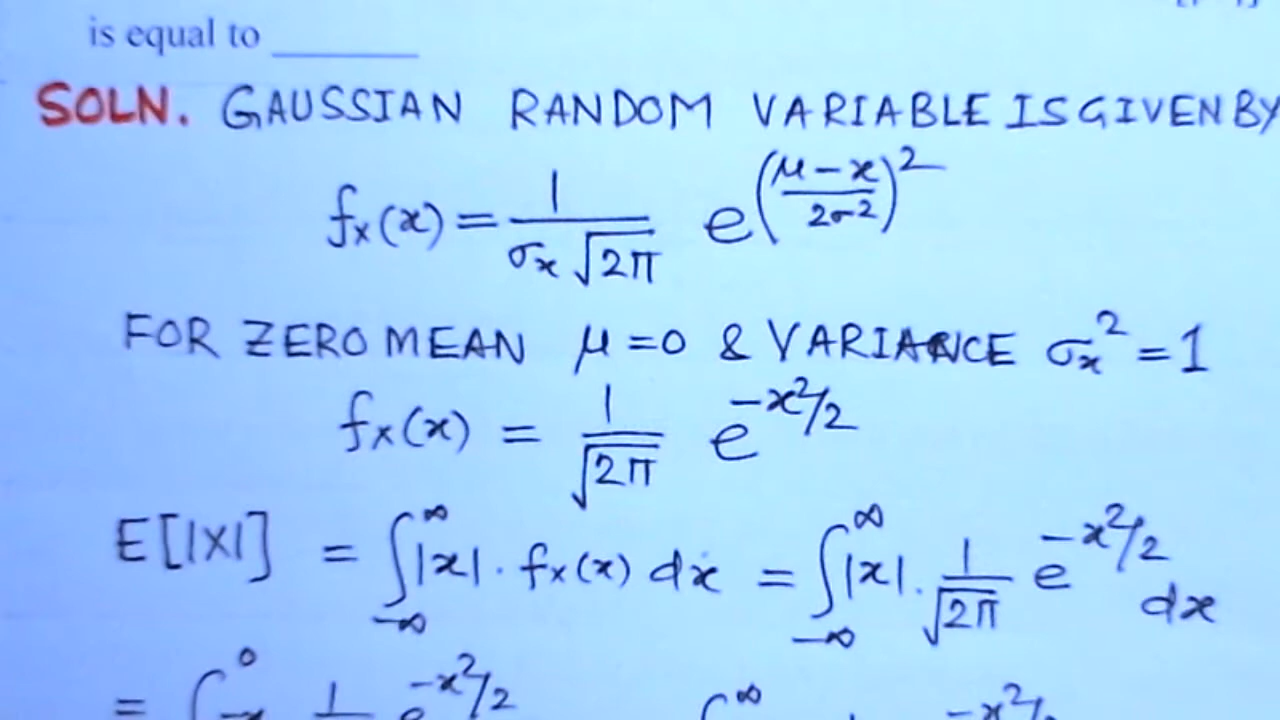 is equal to ______
SOLN. GAUSSIAN RANDOM VARIABLE IS GIVEN BY
fx(x) = 1/(σx √2π) e^((μ-x)/2σ²)^2
FOR ZERO MEAN μ=0 & VARIANCE σx² = 1
fx(x) = 1/√2π e^(-x²/2)
E[|X|] = ∫_{-∞}^{∞} |x|. fx(x) dx = ∫_{-∞}^{∞} |x|. 1/√2π e^(-x²/2) dx